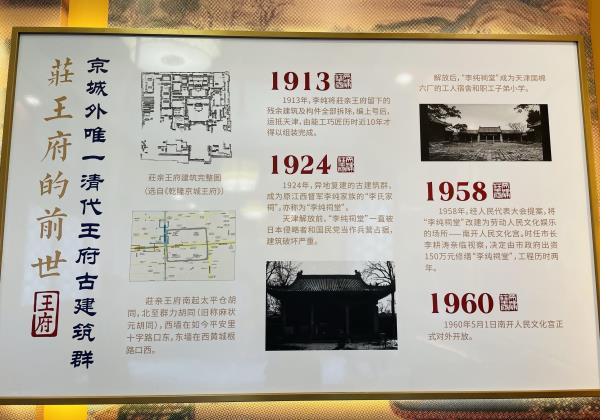 京城外唯一清代王府古建筑群
莊王府的前世
王府
莊亲王府建筑完整图
（选自《乾隆京城王府》）
莊亲王府南起太平仓胡
同，北至群力胡同（旧称麻状
元胡同），西墙在如今平安里
十字路口东，东墙在西黄城根
路口西。
1913
1913年，李纯将莊亲王府留下的
残余建筑及构件全部拆除，编上号后，
运抵天津，由能工巧匠历时近10年才
得以组装完成。
1924
1924年，异地复建的古建筑群，
成为原江西督军李纯家族的“李氏家
祠”，亦称为“李纯祠堂”。
天津解放前，“李纯祠堂”一直被
日本侵略者和国民党当作兵营占据，
建筑破坏严重。
解放后，“李纯祠堂”成为天津国棉
六厂的工人宿舍和职工子弟小学。
1958
1958年，经人民代表大会提案，将
“李纯祠堂”改建为劳动人民文化娱乐
的场所——南开人民文化宫。时任市长
李耕涛亲临视察，决定由市政府出资
150万元修缮“李纯祠堂”，工程历时两
年。
1960
1960年5月1日南开人民文化宫正
式对外开放。